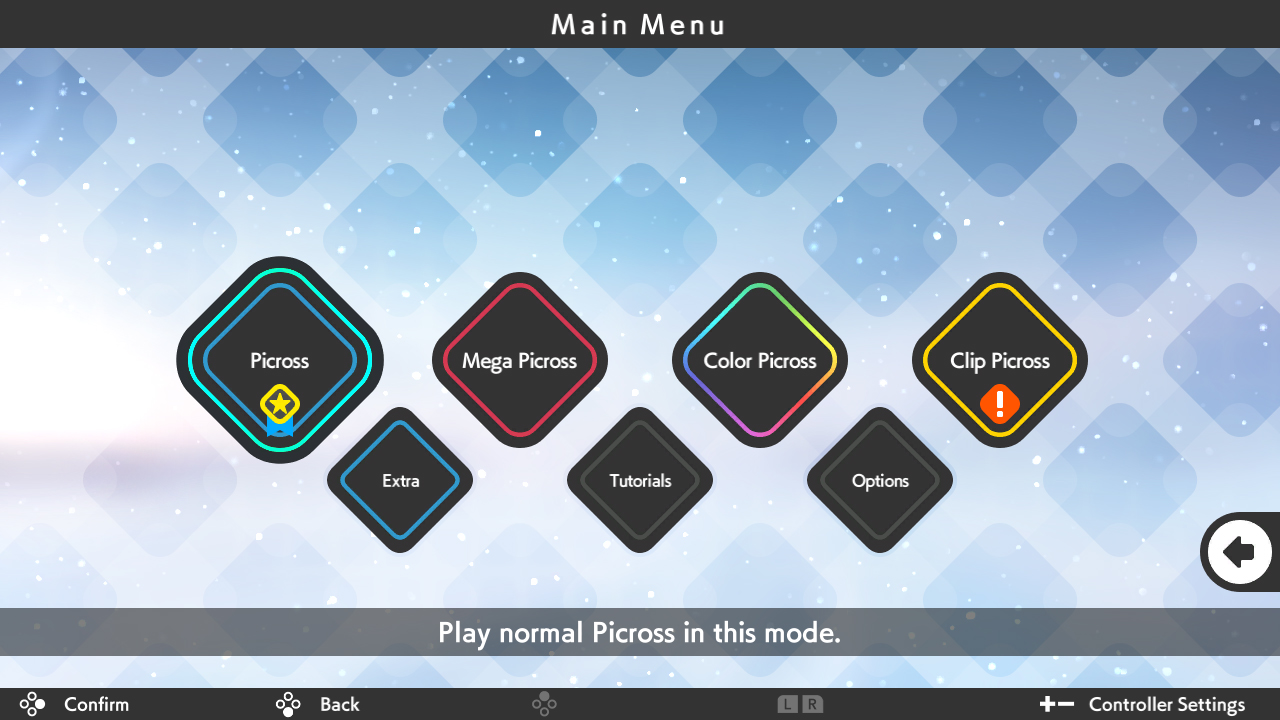 Main Menu
Picross
Mega Picross
Color Picross
Clip Picross
!
Extra
Tutorials
Options
Play normal Picross in this mode.
Confirm
Back
L R
Controller Settings